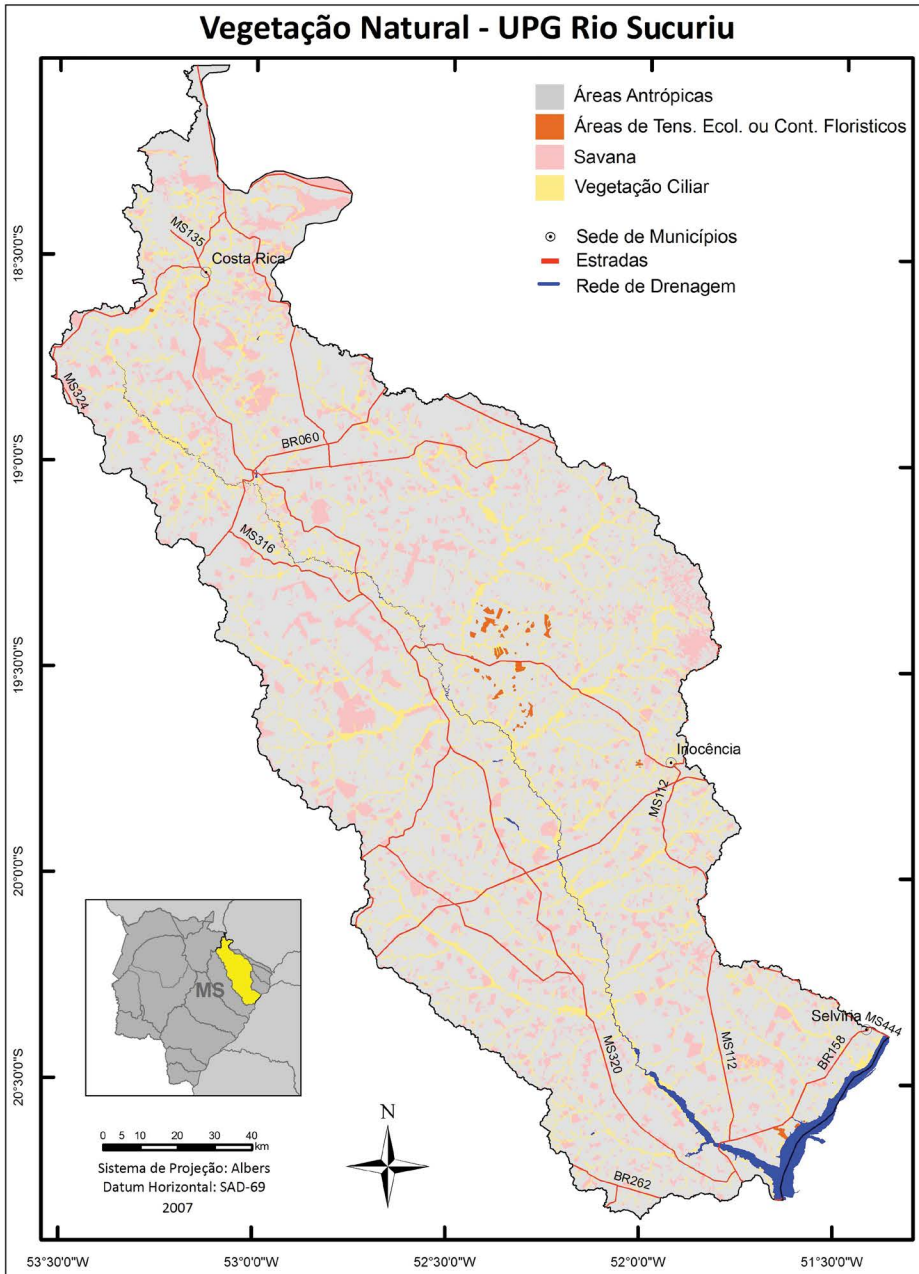 Vegetação Natural - UPG Rio Sucuriu
Áreas Antrópicas
Áreas de Tens. Ecol. ou Cont. Floristicos
Savana
Vegetação Ciliar
Sede de Municípios
Estradas
Rede de Drenagem
MS135
Costa Rica
MS324
BR060
MS316
Inocência
MS112
MS320
MS112
Selvíria
MS444
BR158
BR262
18°30'0"S
19°0'0"S
19°30'0"S
20°0'0"S
20°30'0"S
MS
N
0 5 10 20 30 40
km
Sistema de Projeção: Albers
Datum Horizontal: SAD-69
2007
53°30'0"W
53°0'0"W
52°30'0"W
52°0'0"W
51°30'0"W